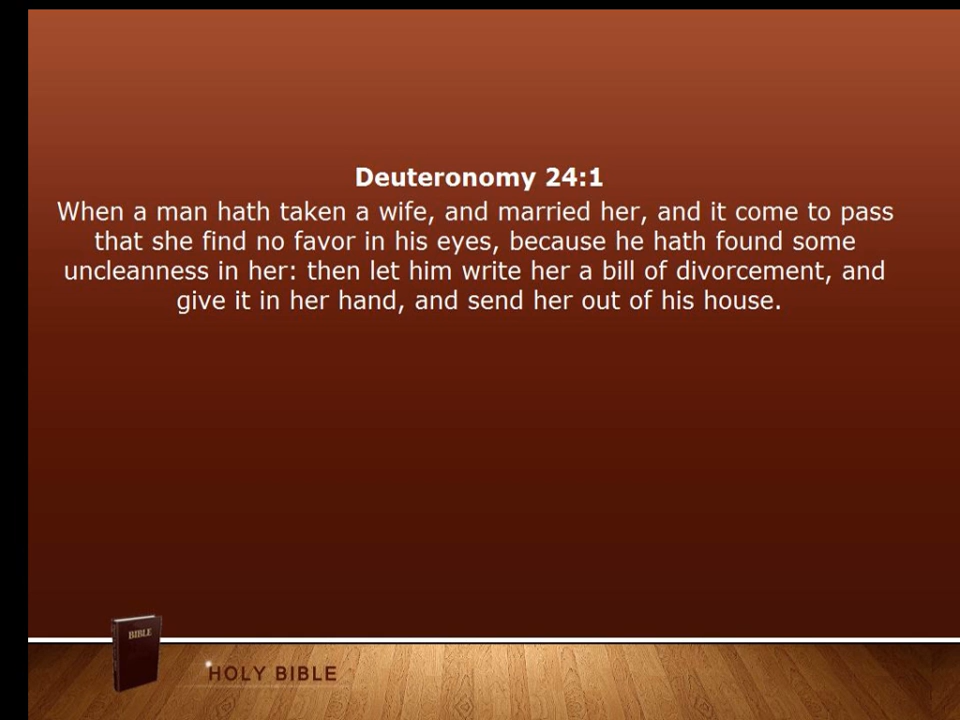 Deuteronomy 24:1
When a man hath taken a wife, and married her, and it come to pass
that she find no favor in his eyes, because he hath found some
uncleanness in her: then let him write her a bill of divorcement, and
give it in her hand, and send her out of his house.
BIBLE
HOLY BIBLE